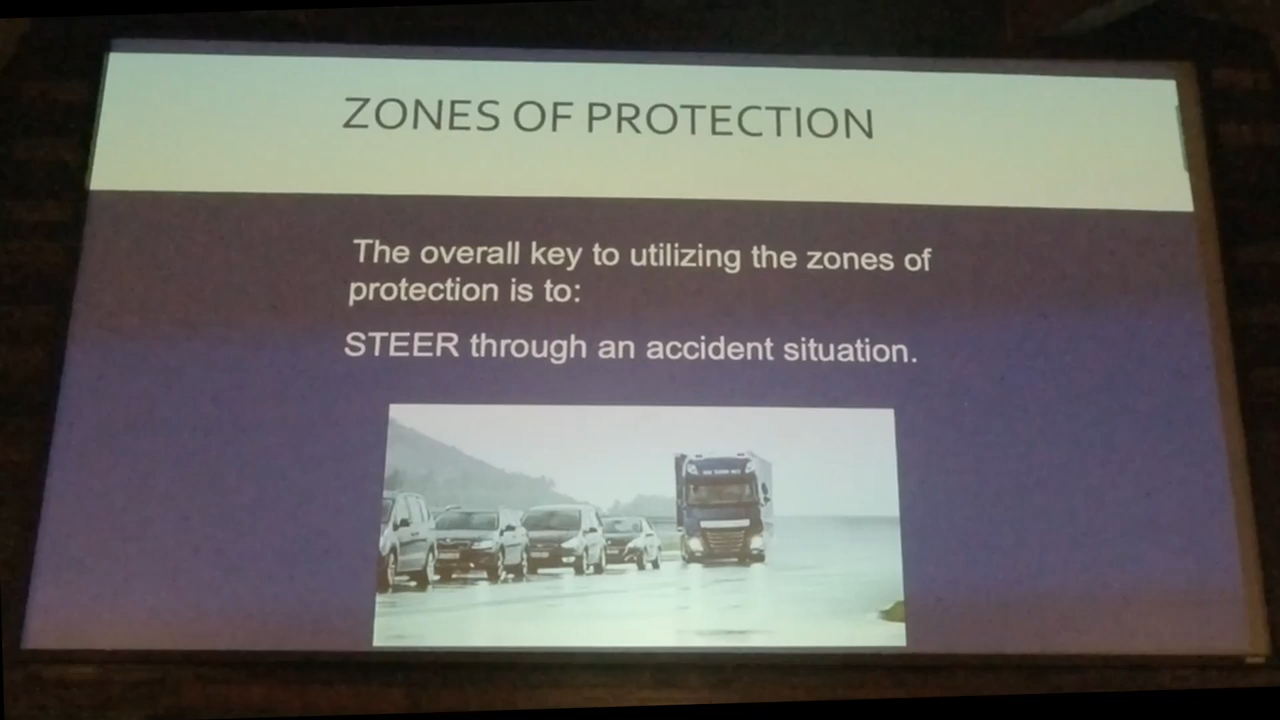 ZONES OF PROTECTION
The overall key to utilizing the zones of
protection is to:
STEER through an accident situation.